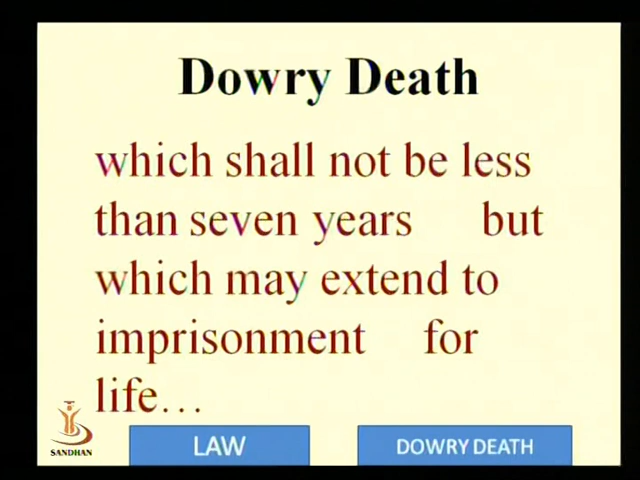 Dowry Death
which shall not be less
than seven years but
which may extend to
imprisonment for
life...
SANDHAN
LAW
DOWRY DEATH